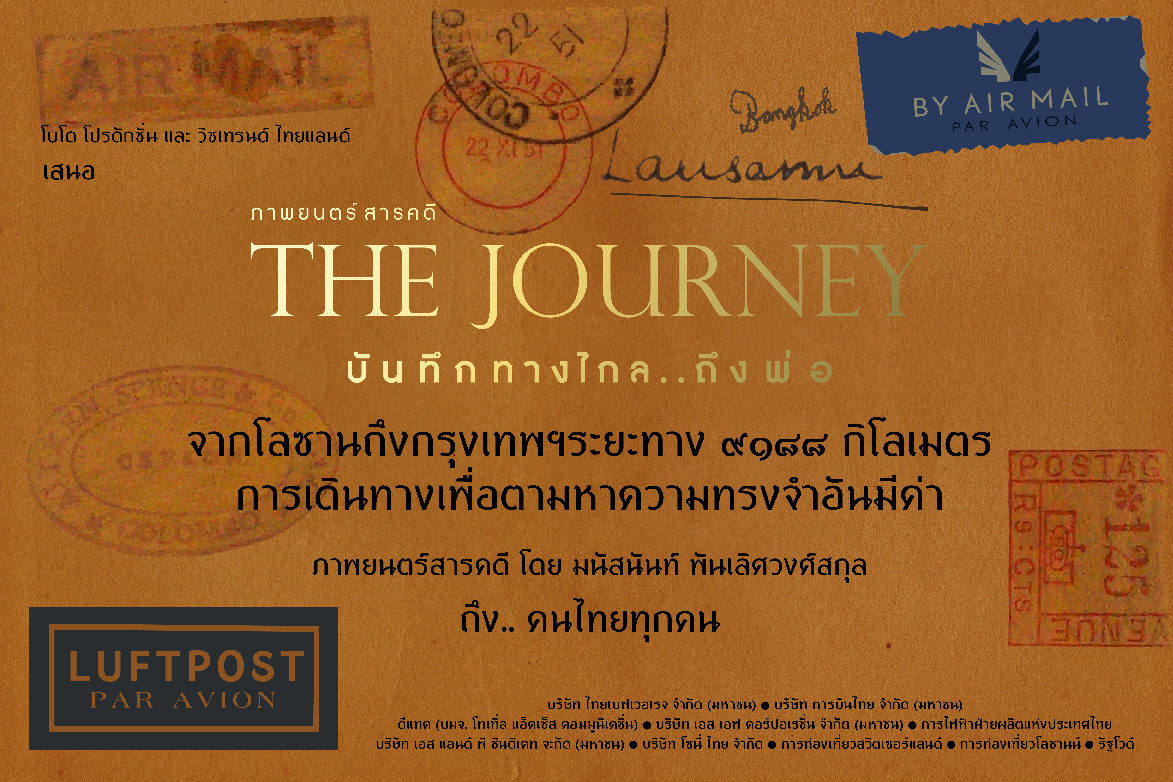 AIR MAIL
COLOMBO
22
51
COLOMBO
22 XI 51
Bangkok
Lausanne
BY AIR MAIL
PAR AVION
โบโด โปรดักชั่น และ วิชเทรนด์ ไทยแลนด์
เสนอ
ภาพยนตร์สารคดี
THE JOURNEY
บันทึกทางไกล..ถึงพ่อ
จากโลซานถึงกรุงเทพฯระยะทาง ๙๑๘๘ กิโลเมตร
การเดินทางเพื่อตามหาความทรงจำอันมีค่า
COLOMBO
ภาพยนตร์สารคดี โดย มนัสนันท์ พันเลิศวงศ์สกุล
ถึง.. คนไทยทุกคน
POSTAG
RS: CTS
125
VENUE
LUFTPOST
PAR AVION
บริษัท ไทยเบฟเวอเรจ จำกัด (มหาชน) ● บริษัท การบินไทย จำกัด (มหาชน)
ดีแทค (บมจ. โทเทิ่ล แอ็คเซ็ส คอมมูนิเคชั่น) ● บริษัท เอส เอฟ คอร์ปอเรชั่น จำกัด (มหาชน) ● การไฟฟ้าฝ่ายผลิตแห่งประเทศไทย
บริษัท เอส แอนด์ พี ซินดิเคท จะกัด (มหาชน) ● บริษัท โซนี่ ไทย จำกัด ● การท่องเที่ยวสวิตเซอร์แลนด์ ● การท่องเที่ยวโลซานน์ ● รัฐโวด์